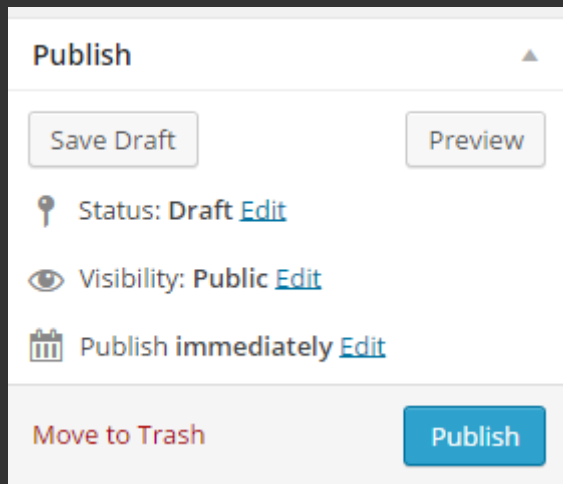 Publish
Save Draft Preview
Status: Draft Edit
Visibility: Public Edit
Publish immediately Edit
Move to Trash Publish